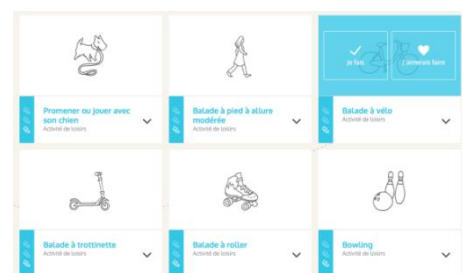 Je fais
J'aimerais faire
Promener ou jouer avec
son chien
Activité de loisirs
Balade à pied à allure
modérée
Activité de loisirs
Balade à vélo
Activité de loisirs
Balade à trottinette
Activité de loisirs
Balade à roller
Activité de loisirs
Bowling
Activité de loisirs